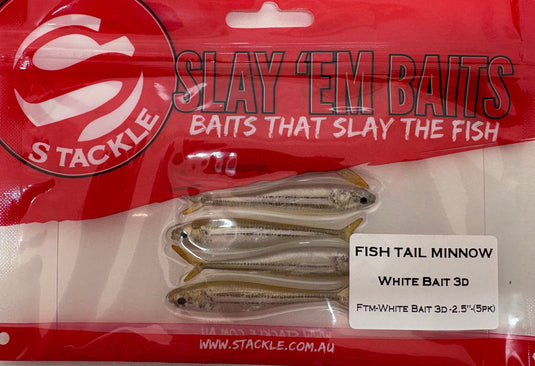 SLAY 'EM BAITS
BAITS THAT SLAY THE FISH
S TACKLE
FISH TAIL MINNOW
WHITE BAIT 3D
FTM-WHITE BAIT 3D -2.5"-(5PK)
WWW.STACKLE.COM.AU